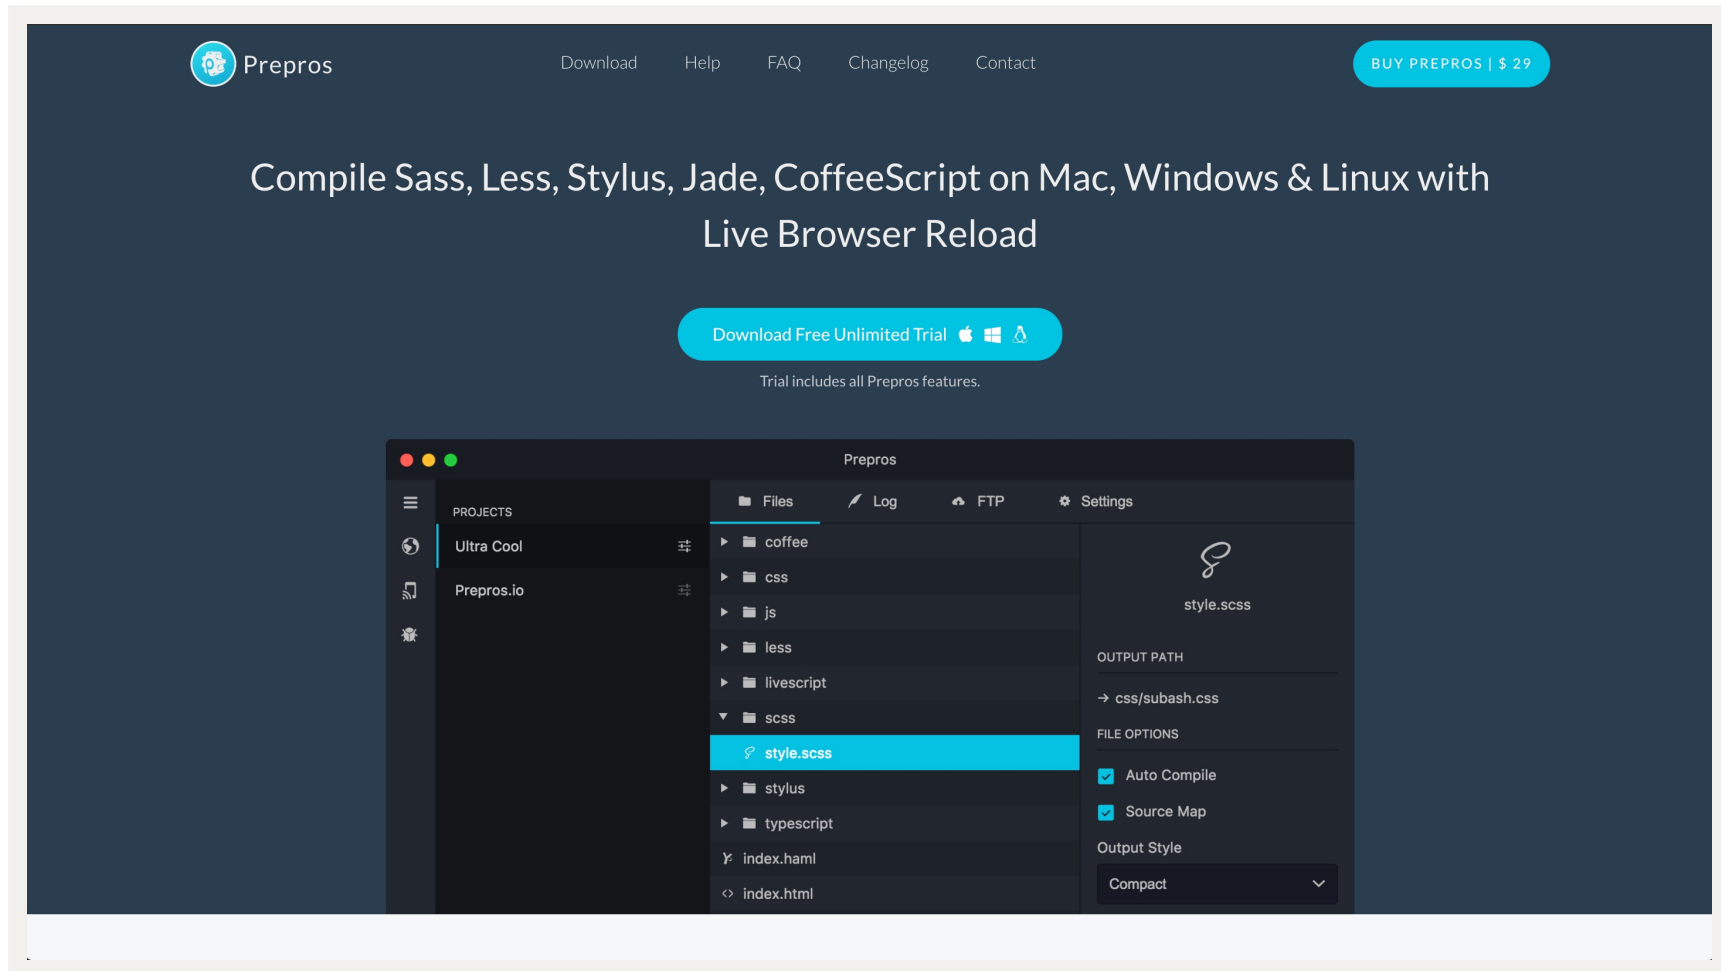 Prepros
Download
Help
FAQ
Changelog
Contact
BUY PREPROS | $ 29
Compile Sass, Less, Stylus, Jade, CoffeeScript on Mac, Windows & Linux with
Live Browser Reload
Download Free Unlimited Trial
Trial includes all Prepros features.
Prepros
PROJECTS
Ultra Cool
Prepros.io
Files
Log
FTP
Settings
coffee
css
js
less
livescript
scss
style.scss
stylus
typescript
index.haml
index.html
style.scss
OUTPUT PATH
→ css/subash.css
FILE OPTIONS
Auto Compile
Source Map
Output Style
Compact